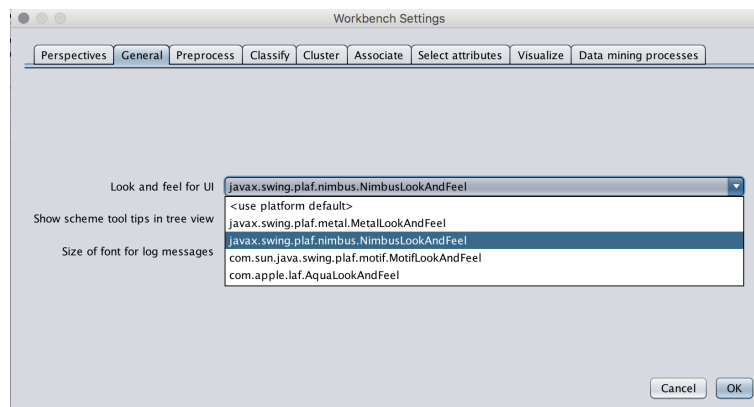 Workbench Settings
Perspectives General Preprocess Classify Cluster Associate Select attributes Visualize Data mining processes
Look and feel for UI javax.swing.plaf.nimbus.NimbusLookAndFeel
<use platform default>
Show scheme tool tips in tree view javax.swing.plaf.metal.MetalLookAndFeel
javax.swing.plaf.nimbus.NimbusLookAndFeel
Size of font for log messages com.sun.java.swing.plaf.motif.MotifLookAndFeel
com.apple.laf.AquaLookAndFeel
Cancel OK